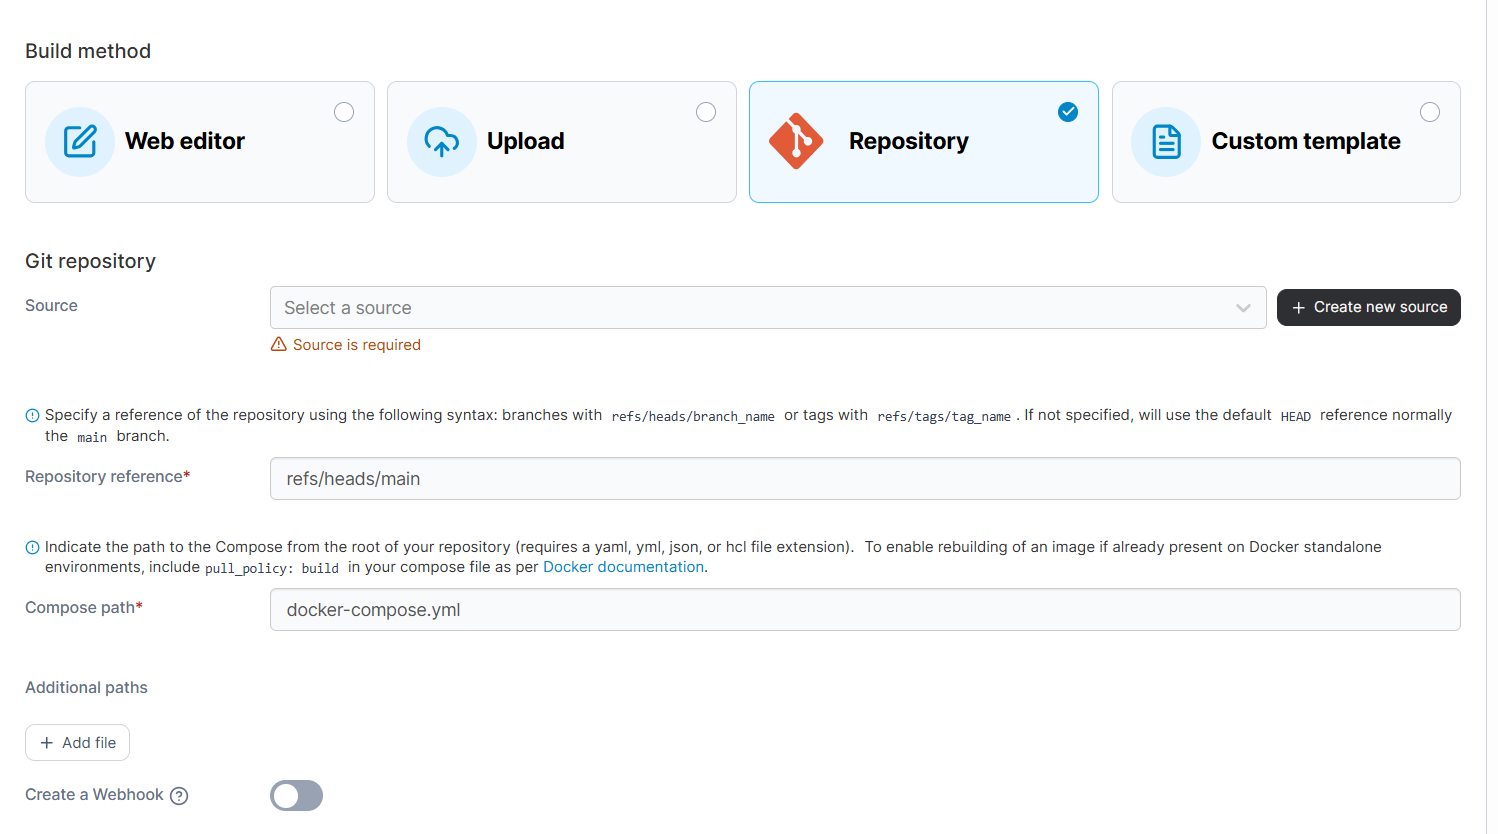 Build method
Web editor
Upload
Repository
Custom template
Git repository
Source
Select a source
Create new source
Source is required
Specify a reference of the repository using the following syntax: branches with refs/heads/branch_name or tags with refs/tags/tag_name . If not specified, will use the default HEAD reference normally
the main branch.
Repository reference*
refs/heads/main
Indicate the path to the Compose from the root of your repository (requires a yaml, yml, json, or hcl file extension). To enable rebuilding of an image if already present on Docker standalone
environments, include pull_policy: build in your compose file as per Docker documentation.
Compose path*
docker-compose.yml
Additional paths
+ Add file
Create a Webhook ?